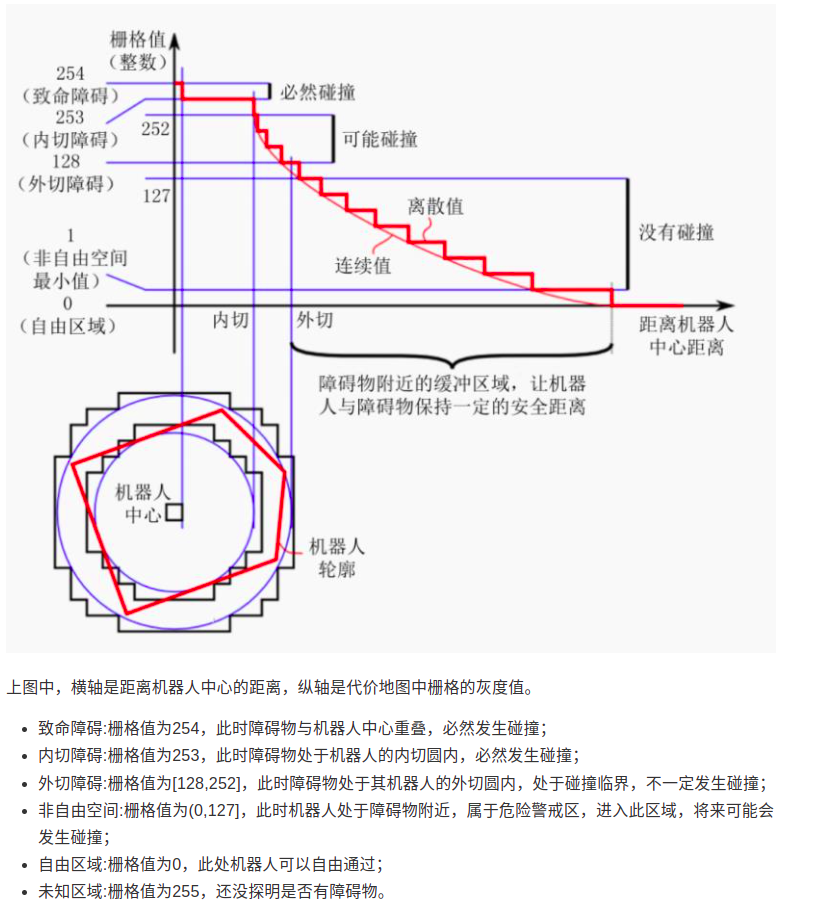 栅格值
（整数）
254
（致命障碍）
253
（内切障碍）
128
（外切障碍）
252
127
1
（非自由空间
最小值）
0
（自由区域）
必然碰撞
可能碰撞
没有碰撞
离散值
连续值
内切
外切
距离机器人
中心距离
障碍物附近的缓冲区域，让机器
人与障碍物保持一定的安全距离
机器人
中心
机器人
轮廓
上图中，横轴是距离机器人中心的距离，纵轴是代价地图中栅格的灰度值。
• 致命障碍:栅格值为254，此时障碍物与机器人中心重叠，必然发生碰撞；
• 内切障碍:栅格值为253，此时障碍物处于机器人的内切圆内，必然发生碰撞；
• 外切障碍:栅格值为[128,252]，此时障碍物处于其机器人的外切圆内，处于碰撞临界，不一定发生碰撞；
• 非自由空间:栅格值为(0,127]，此时机器人处于障碍物附近，属于危险警戒区，进入此区域，将来可能会
发生碰撞；
• 自由区域:栅格值为0，此处机器人可以自由通过；
• 未知区域:栅格值为255，还没探明是否有障碍物。